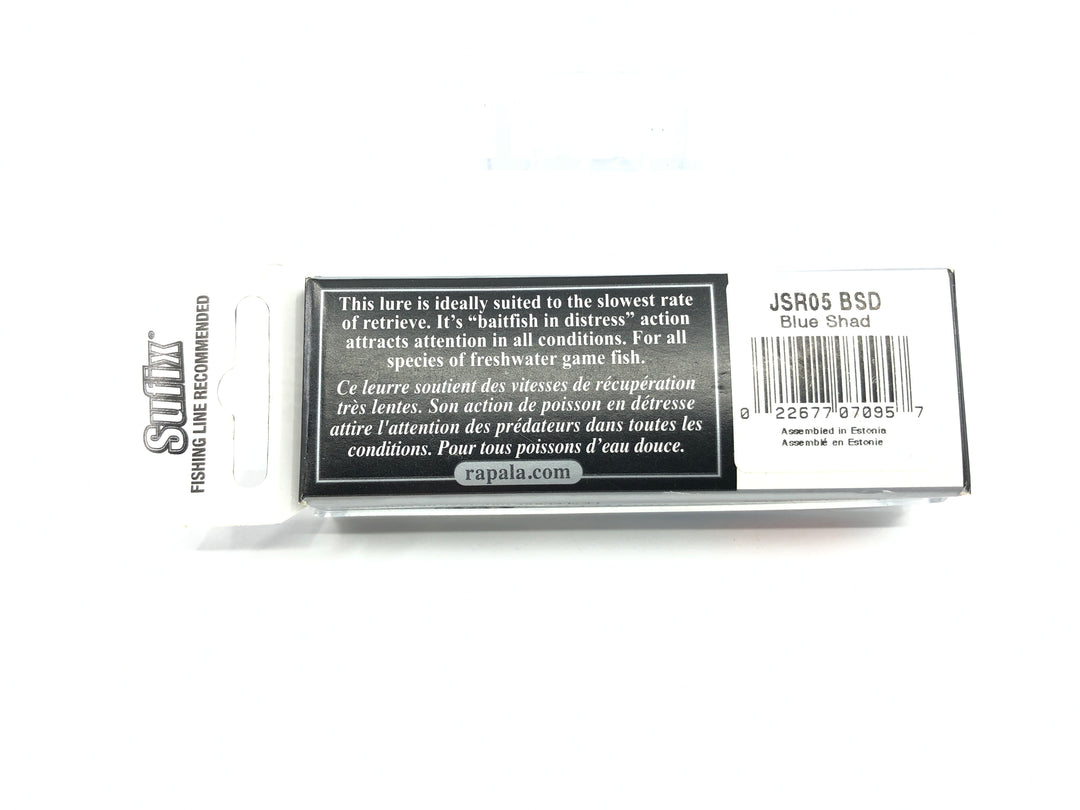 Sufix®
FISHING LINE RECOMMENDED
This lure is ideally suited to the slowest rate
of retrieve. It's “baitfish in distress” action
attracts attention in all conditions. For all
species of freshwater game fish.
Ce leurre soutient des vitesses de récupération
très lentes. Son action de poisson en détresse
attire l'attention des prédateurs dans toutes les
conditions. Pour tous poissons d’eau douce.
rapala.com
JSR05 BSD
Blue Shad
0 22677 07095 7
Assembled in Estonia
Assemblé en Estonie